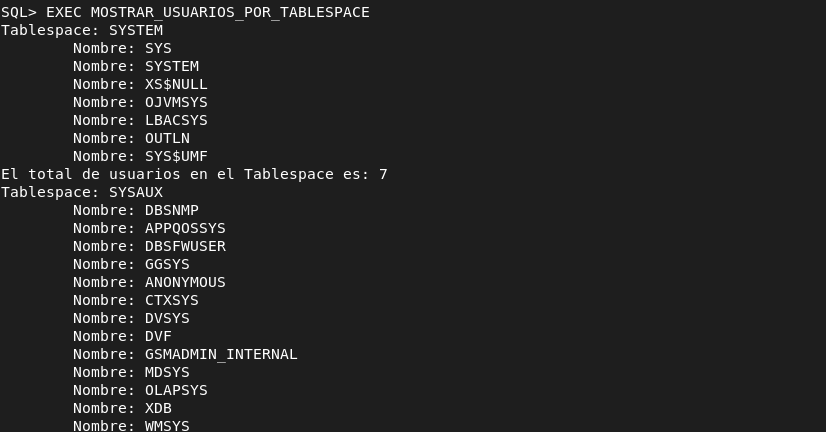 SQL> EXEC MOSTRAR_USUARIOS_POR_TABLESPACE
Tablespace: SYSTEM
Nombre: SYS
Nombre: SYSTEM
Nombre: XS$NULL
Nombre: OJVMSYS
Nombre: LBACSYS
Nombre: OUTLN
Nombre: SYS$UMF
El total de usuarios en el Tablespace es: 7
Tablespace: SYSAUX
Nombre: DBSNMP
Nombre: APPQOSSYS
Nombre: DBSFWUSER
Nombre: GGSYS
Nombre: ANONYMOUS
Nombre: CTXSYS
Nombre: DVSYS
Nombre: DVF
Nombre: GSMADMIN_INTERNAL
Nombre: MDSYS
Nombre: OLAPSYS
Nombre: XDB
Nombre: WMSYS